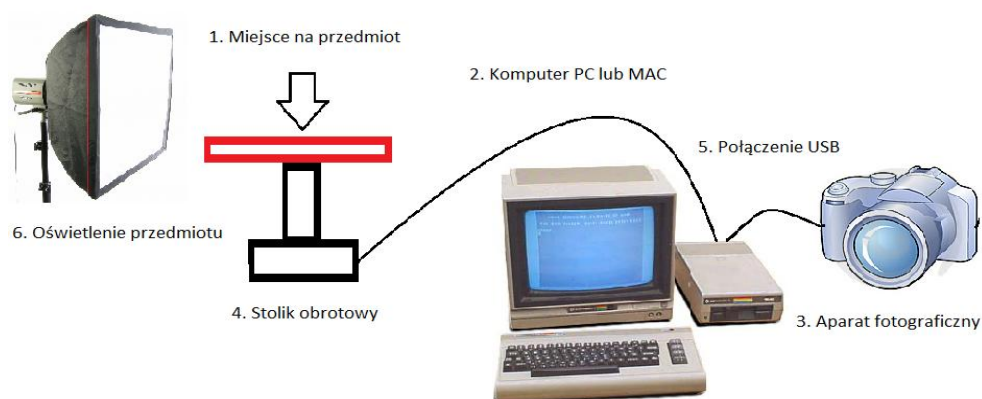 1. Miejsce na przedmiot
2. Komputer PC lub MAC
5. Połączenie USB
6. Oświetlenie przedmiotu
4. Stolik obrotowy
3. Aparat fotograficzny